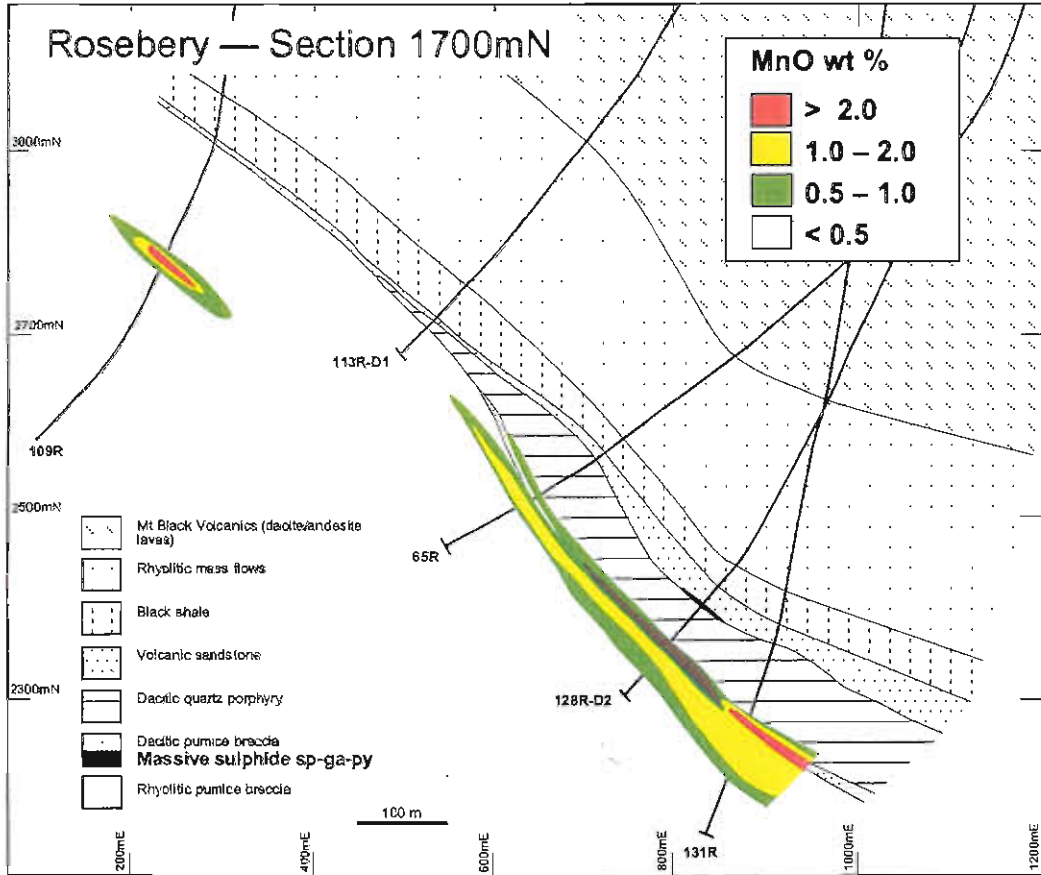 Rosebery — Section 1700mN
MnO wt %
> 2.0
1.0 – 2.0
0.5 – 1.0
< 0.5
3000mN
2700mN
2500mN
2300mN
113R-D1
109R
65R
128R-D2
131R
Mt Black Volcanics (dacite/andesite
lavas)
Rhyolitic mass flows
Black shale
Volcanic sandstone
Dacitic quartz porphyry
Dacitic pumice breccia
Massive sulphide sp-ga-py
Rhyolitic pumice breccia
100 m
200mE
400mE
600mE
800mE
1000mE
1200mE